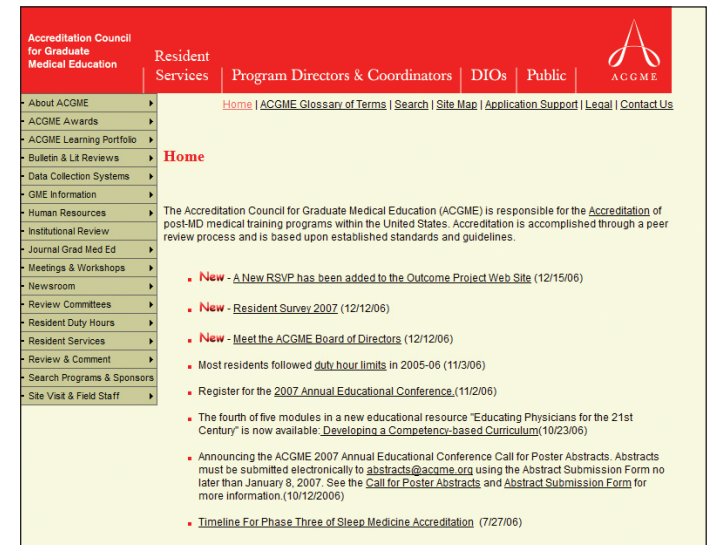 Accreditation Council
for Graduate
Medical Education
Resident
Services | Program Directors & Coordinators | DIOs | Public |
ACGME
Home | ACGME Glossary of Terms | Search | Site Map | Application Support | Legal | Contact Us
- About ACGME
- ACGME Awards
- ACGME Learning Portfolio
- Bulletin & Lit Reviews
- Data Collection Systems
- GME Information
- Human Resources
- Institutional Review
- Journal Grad Med Ed
- Meetings & Workshops
- Newsroom
- Review Committees
- Resident Duty Hours
- Resident Services
- Review & Comment
- Search Programs & Sponsors
- Site Visit & Field Staff
Home
The Accreditation Council for Graduate Medical Education (ACGME) is responsible for the Accreditation of
post-MD medical training programs within the United States. Accreditation is accomplished through a peer
review process and is based upon established standards and guidelines.
New - A New RSVP has been added to the Outcome Project Web Site (12/15/06)
New - Resident Survey 2007 (12/12/06)
New - Meet the ACGME Board of Directors (12/12/06)
Most residents followed duty hour limits in 2005-06 (11/3/06)
Register for the 2007 Annual Educational Conference.(11/2/06)
The fourth of five modules in a new educational resource "Educating Physicians for the 21st
Century" is now available: Developing a Competency-based Curriculum(10/23/06)
Announcing the ACGME 2007 Annual Educational Conference Call for Poster Abstracts. Abstracts
must be submitted electronically to abstracts@acgme.org using the Abstract Submission Form no
later than January 8, 2007. See the Call for Poster Abstracts and Abstract Submission Form for
more information.(10/12/2006)
Timeline For Phase Three of Sleep Medicine Accreditation (7/27/06)